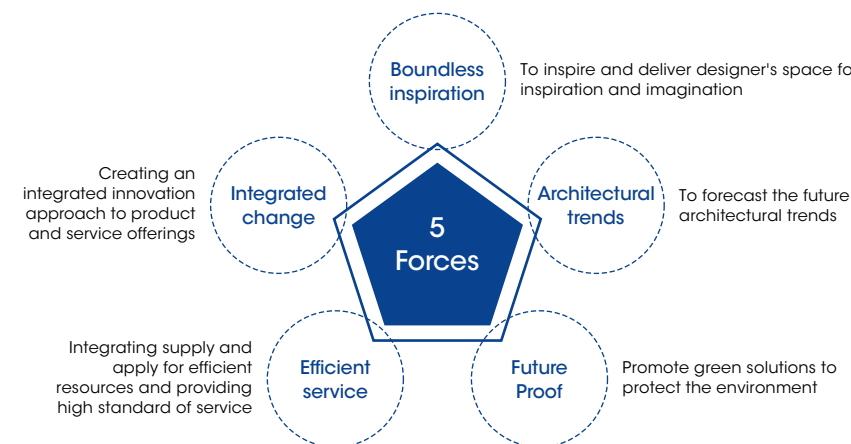 Boundless
inspiration
To inspire and deliver designer's space fo
inspiration and imagination
Creating an
integrated innovation
approach to product
and service offerings
Integrated
change
5
Forces
Architectural
trends
To forecast the future
architectural trends
Integrating supply and
apply for efficient
resources and providing
high standard of service
Efficient
service
Future
Proof
Promote green solutions to
protect the environment